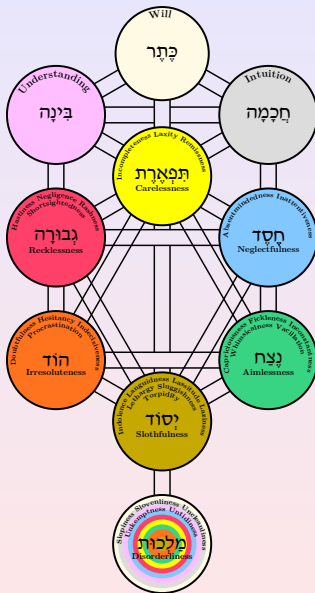 Will
כֶּתֶר
Understanding
בִּינָה
Intuition
חֲכָמָה
Incompleteness Laxity Remissness
תִּפְאֶרֶת
Carelessness
Hastiness Negligence Rashness
Shortsightedness
גְּבוּרָה
Recklessness
Absentmindedness Inattentiveness
חָסֶד
Neglectfulness
Doubtfulness Hesitancy Indecisiveness
Procrastination
הוֹד
Irresoluteness
Capriciousness Fickleness Inconstantness
Whimsicalness Vacillation
נֶצַח
Aimlessness
Indolence Languidness Lassitude Laziness
Lethargy Sluggishness
Torpidity
יְסוֹד
Slothfulness
Sloppiness Slovenliness Uncleanliness
Unkemptness Untidiness
מַלְכוּת
Disorderliness